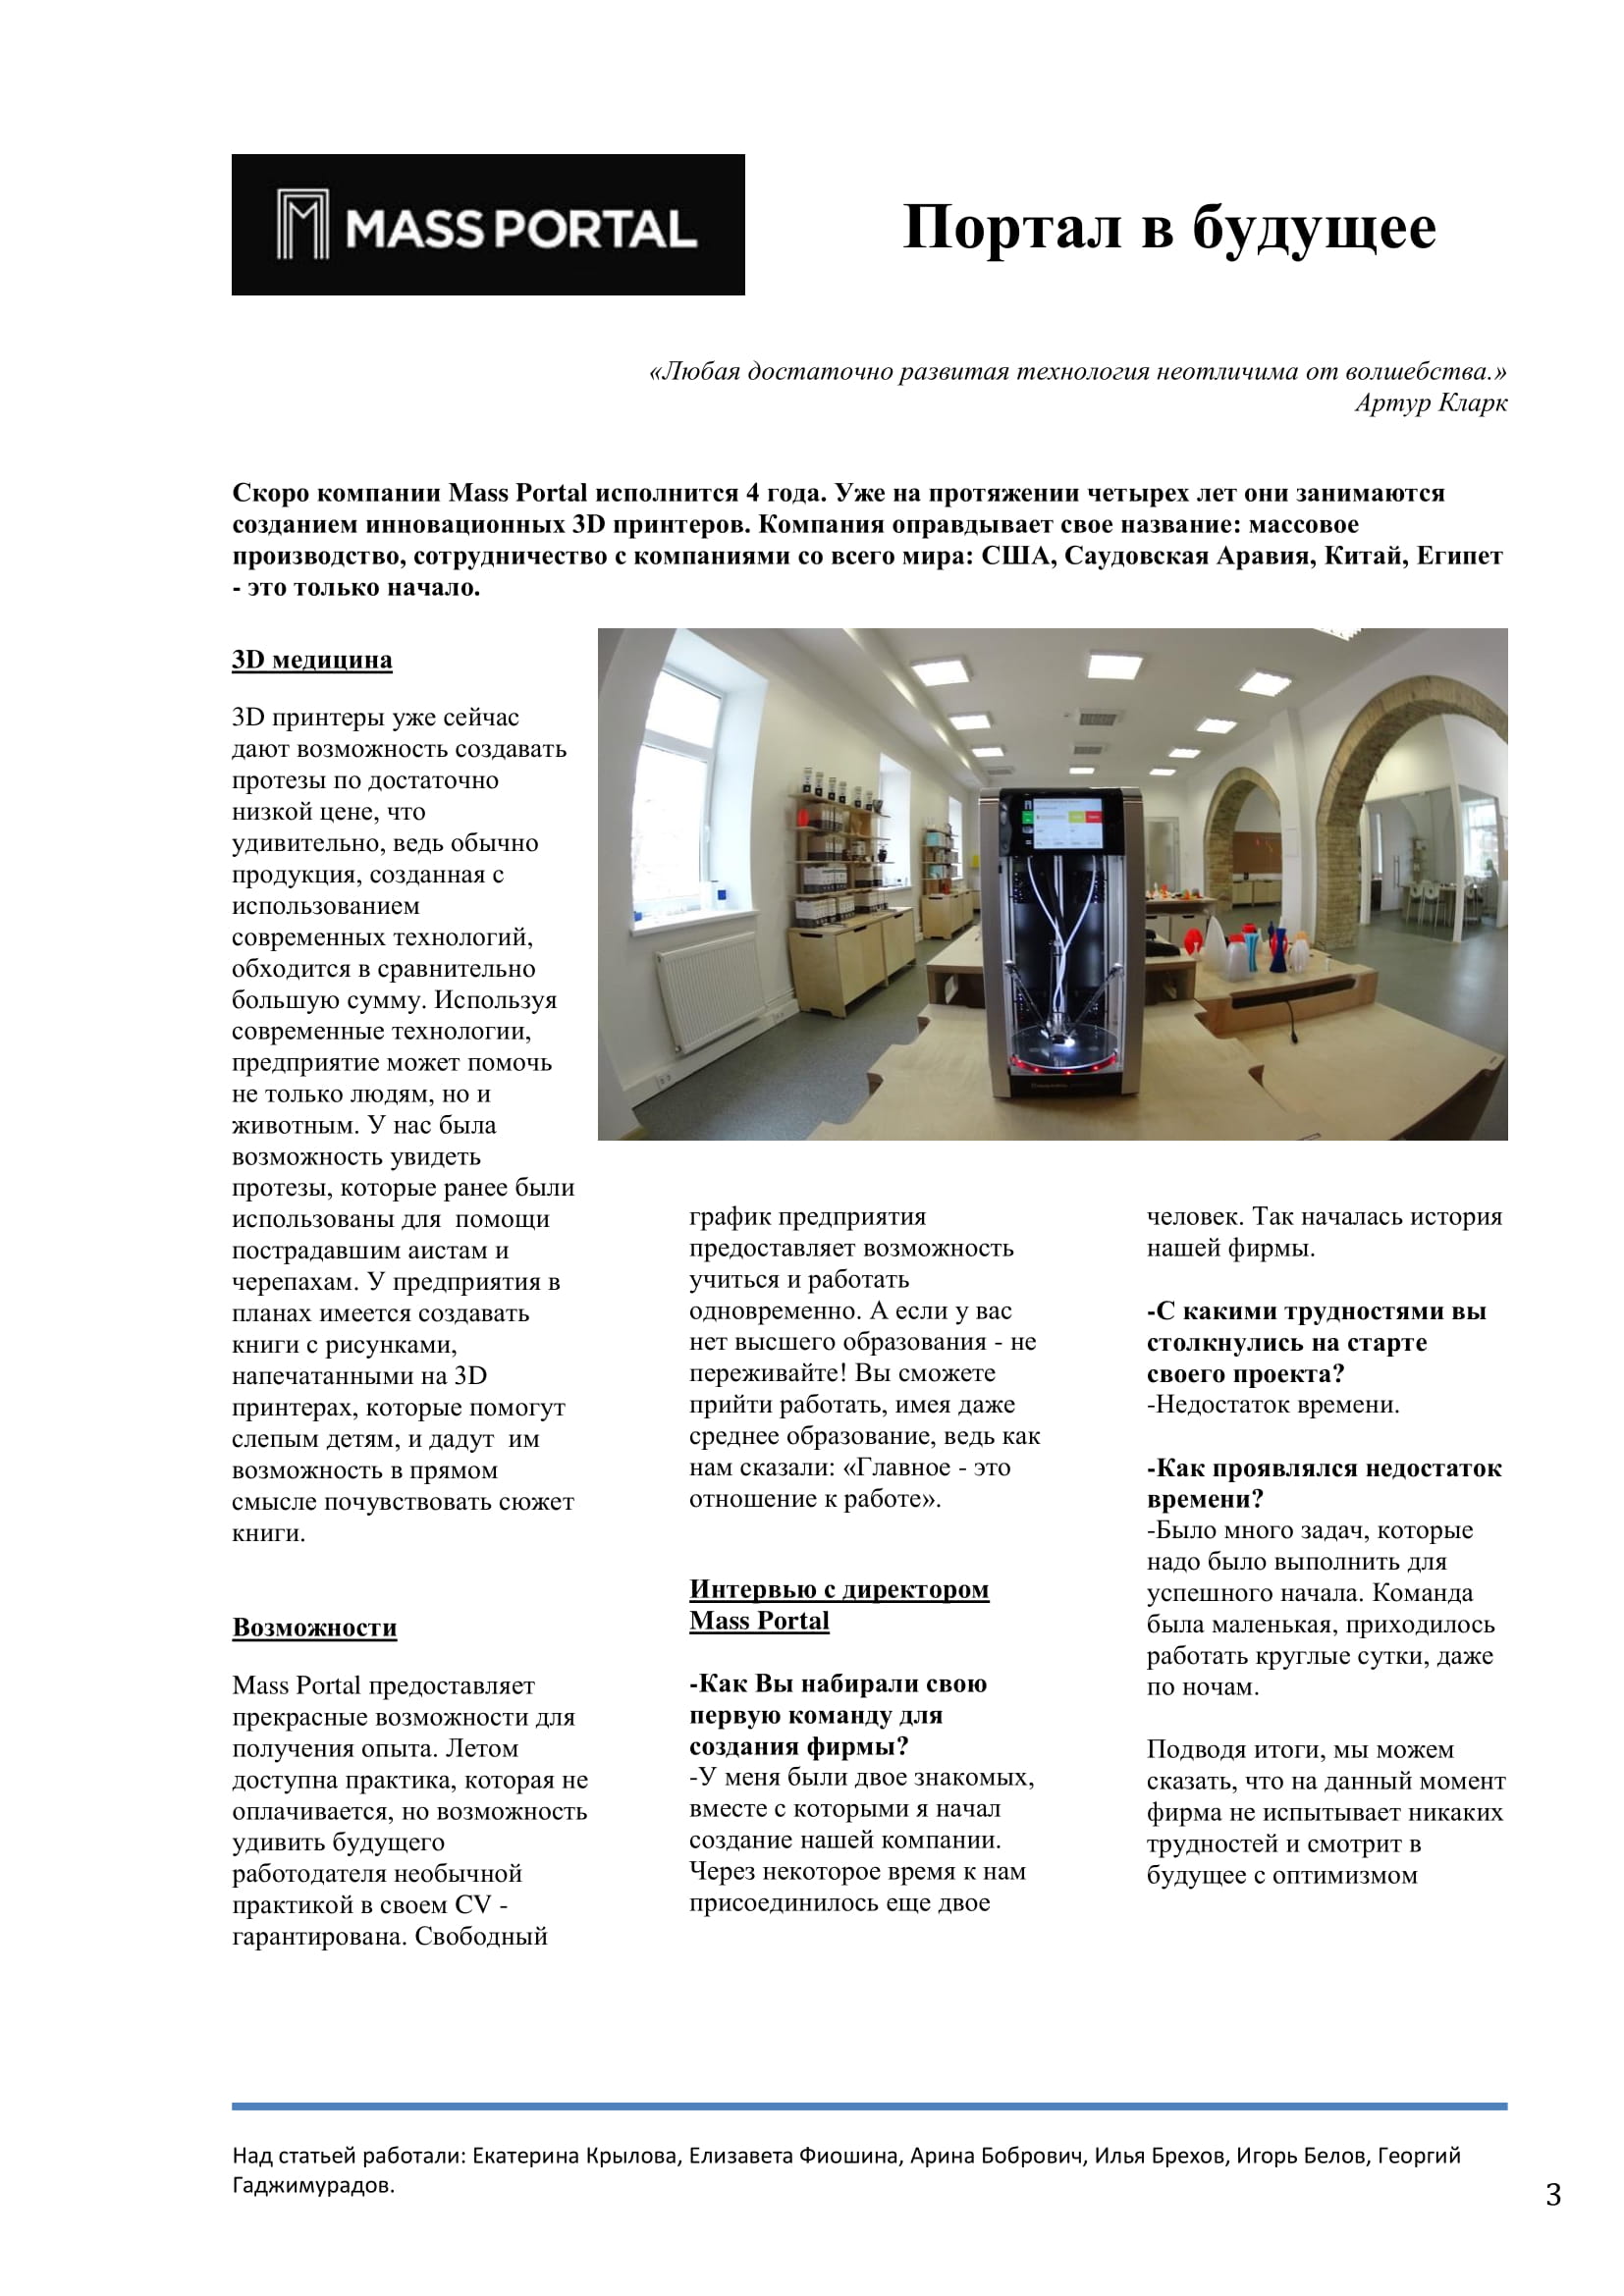 MASS PORTAL
Портал в будущее
«Любая достаточно развитая технология неотличима от волшебства.»
Артур Кларк
Скоро компании Mass Portal исполнится 4 года. Уже на протяжении четырех лет они занимаются
созданием инновационных 3D принтеров. Компания оправдывает свое название: массовое
производство, сотрудничество с компаниями со всего мира: США, Саудовская Аравия, Китай, Египет
- это только начало.
3D медицина
3D принтеры уже сейчас
дают возможность создавать
протезы по достаточно
низкой цене, что
удивительно, ведь обычно
продукция, созданная с
использованием
современных технологий,
обходится в сравнительно
большую сумму. Используя
современные технологии,
предприятие может помочь
не только людям, но и
животным. У нас была
возможность увидеть
протезы, которые ранее были
использованы для  помощи
пострадавшим аистам и
черепахам. У предприятия в
планах имеется создавать
книги с рисунками,
напечатанными на 3D
принтерах, которые помогут
слепым детям, и дадут  им
возможность в прямом
смысле почувствовать сюжет
книги.
Возможности
Mass Portal предоставляет
прекрасные возможности для
получения опыта. Летом
доступна практика, которая не
оплачивается, но возможность
удивить будущего
работодателя необычной
практикой в своем CV -
гарантирована. Свободный
график предприятия
предоставляет возможность
учиться и работать
одновременно. А если у вас
нет высшего образования - не
переживайте! Вы сможете
прийти работать, имея даже
среднее образование, ведь как
нам сказали: «Главное - это
отношение к работе».
Интервью с директором
Mass Portal
-Как Вы набирали свою
первую команду для
создания фирмы?
-У меня были двое знакомых,
вместе с которыми я начал
создание нашей компании.
Через некоторое время к нам
присоединилось еще двое
человек. Так началась история
нашей фирмы.
-С какими трудностями вы
столкнулись на старте
своего проекта?
-Недостаток времени.
-Как проявлялся недостаток
времени?
-Было много задач, которые
надо было выполнить для
успешного начала. Команда
была маленькая, приходилось
работать круглые сутки, даже
по ночам.
Подводя итоги, мы можем
сказать, что на данный момент
фирма не испытывает никаких
трудностей и смотрит в
будущее с оптимизмом
Над статьей работали: Екатерина Крылова, Елизавета Фиошина, Арина Бобрович, Илья Брехов, Игорь Белов, Георгий
Гаджимурадов.
3